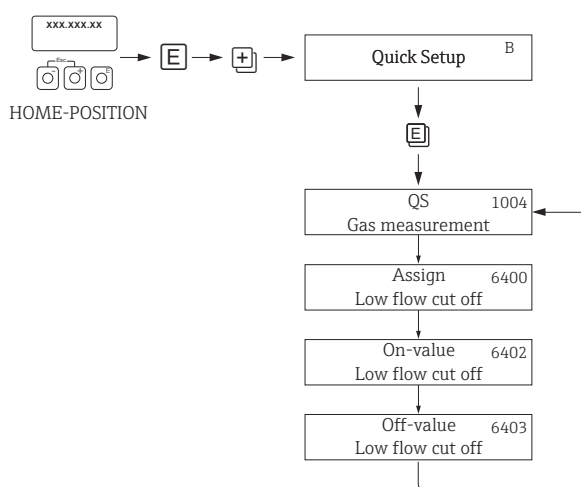 xxx.xxx.xx
Esc
- + E
HOME-POSITION
E
+
Quick Setup B
E
QS 1004
Gas measurement
Assign 6400
Low flow cut off
On-value 6402
Low flow cut off
Off-value 6403
Low flow cut off